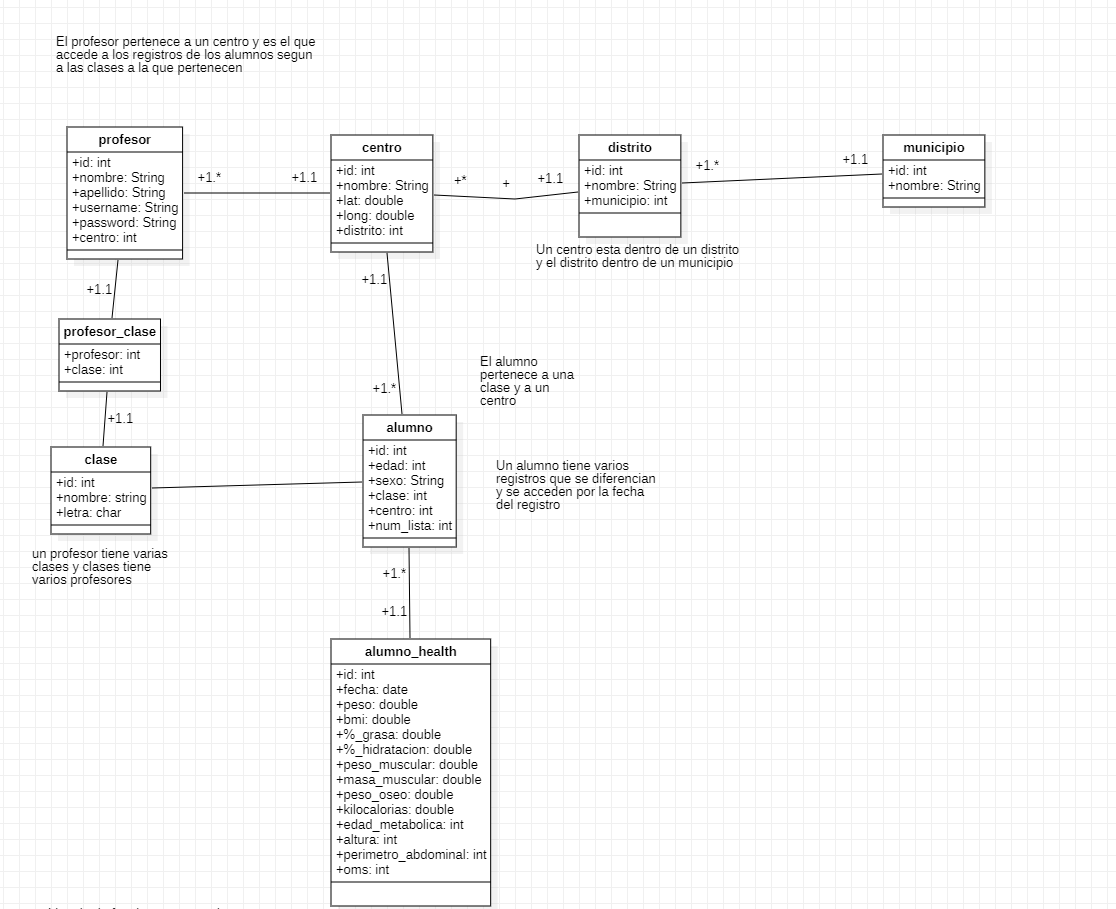 El profesor pertenece a un centro y es el que
accede a los registros de los alumnos segun
a las clases a la que pertenecen
profesor
+id: int
+nombre: String
+apellido: String
+username: String
+password: String
+centro: int
+1.*
+1.1
centro
+id: int
+nombre: String
+lat: double
+long: double
+distrito: int
+*
+
+1.1
distrito
+id: int
+nombre: String
+municipio: int
+1.*
+1.1
municipio
+id: int
+nombre: String
Un centro esta dentro de un distrito
y el distrito dentro de un municipio
+1.1
profesor_clase
+profesor: int
+clase: int
+1.1
clase
+id: int
+nombre: string
+letra: char
un profesor tiene varias
clases y clases tiene
varios profesores
+1.1
+1.*
El alumno
pertenece a una
clase y a un
centro
alumno
+id: int
+edad: int
+sexo: String
+clase: int
+centro: int
+num_lista: int
Un alumno tiene varios
registros que se diferencian
y se acceden por la fecha
del registro
+1.*
+1.1
alumno_health
+id: int
+fecha: date
+peso: double
+bmi: double
+%_grasa: double
+%_hidratacion: double
+peso_muscular: double
+masa_muscular: double
+peso_oseo: double
+kilocalorias: double
+edad_metabolica: int
+altura: int
+perimetro_abdominal: int
+oms: int